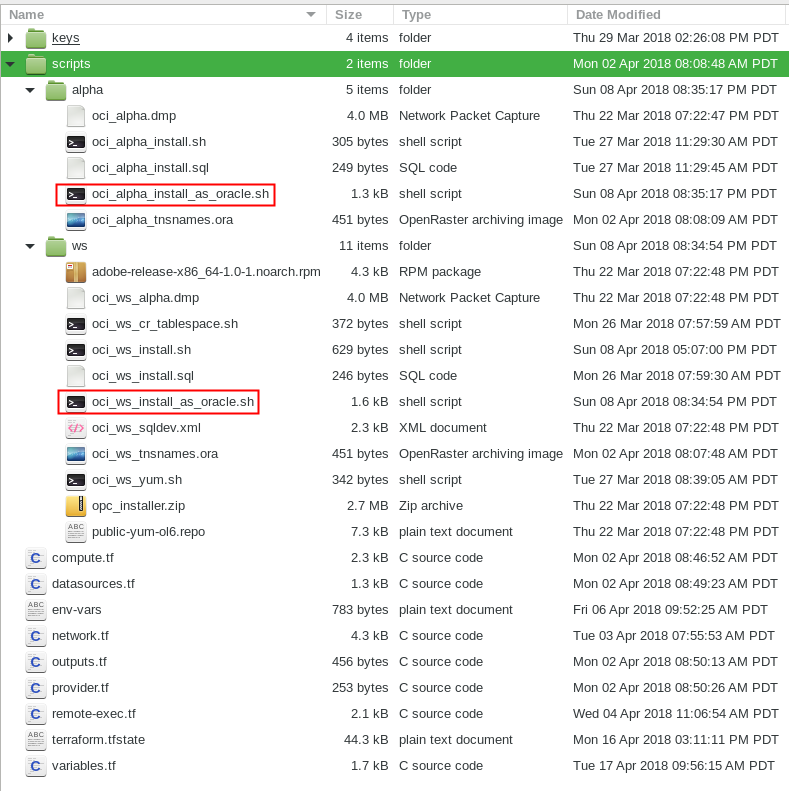 Name Size Type Date Modified
keys 4 items folder Thu 29 Mar 2018 02:26:08 PM PDT
scripts 2 items folder Mon 02 Apr 2018 08:08:48 AM PDT
alpha 5 items folder Sun 08 Apr 2018 08:35:17 PM PDT
oci_alpha.dmp 4.0 MB Network Packet Capture Thu 22 Mar 2018 07:22:47 PM PDT
oci_alpha_install.sh 305 bytes shell script Tue 27 Mar 2018 11:29:30 AM PDT
oci_alpha_install.sql 249 bytes SQL code Tue 27 Mar 2018 11:29:45 AM PDT
oci_alpha_install_as_oracle.sh 1.3 kB shell script Sun 08 Apr 2018 08:35:17 PM PDT
oci_alpha_tnsnames.ora 451 bytes OpenRaster archiving image Mon 02 Apr 2018 08:08:09 AM PDT
ws 11 items folder Sun 08 Apr 2018 08:34:54 PM PDT
adobe-release-x86_64-1.0-1.noarch.rpm 4.3 kB RPM package Thu 22 Mar 2018 07:22:48 PM PDT
oci_ws_alpha.dmp 4.0 MB Network Packet Capture Thu 22 Mar 2018 07:22:48 PM PDT
oci_ws_cr_tablespace.sh 372 bytes shell script Mon 26 Mar 2018 07:57:59 AM PDT
oci_ws_install.sh 629 bytes shell script Sun 08 Apr 2018 05:07:00 PM PDT
oci_ws_install.sql 246 bytes SQL code Mon 26 Mar 2018 07:59:30 AM PDT
oci_ws_install_as_oracle.sh 1.6 kB shell script Sun 08 Apr 2018 08:34:54 PM PDT
oci_ws_sqldev.xml 2.3 kB XML document Thu 22 Mar 2018 07:22:48 PM PDT
oci_ws_tnsnames.ora 451 bytes OpenRaster archiving image Mon 02 Apr 2018 08:07:48 AM PDT
oci_ws_yum.sh 342 bytes shell script Tue 27 Mar 2018 08:39:05 AM PDT
opc_installer.zip 2.7 MB Zip archive Thu 22 Mar 2018 07:22:48 PM PDT
ABC public-yum-ol6.repo 7.3 kB plain text document Thu 22 Mar 2018 07:22:48 PM PDT
C compute.tf 2.3 kB C source code Mon 02 Apr 2018 08:46:52 AM PDT
C datasources.tf 1.3 kB C source code Mon 02 Apr 2018 08:49:23 AM PDT
ABC env-vars 783 bytes plain text document Fri 06 Apr 2018 09:52:25 AM PDT
C network.tf 4.3 kB C source code Tue 03 Apr 2018 07:55:53 AM PDT
C outputs.tf 456 bytes C source code Mon 02 Apr 2018 08:50:13 AM PDT
C provider.tf 253 bytes C source code Mon 02 Apr 2018 08:50:26 AM PDT
C remote-exec.tf 2.1 kB C source code Wed 04 Apr 2018 11:06:54 AM PDT
ABC terraform.tfstate 44.3 kB plain text document Mon 16 Apr 2018 03:11:11 PM PDT
C variables.tf 1.7 kB C source code Tue 17 Apr 2018 09:56:15 AM PDT